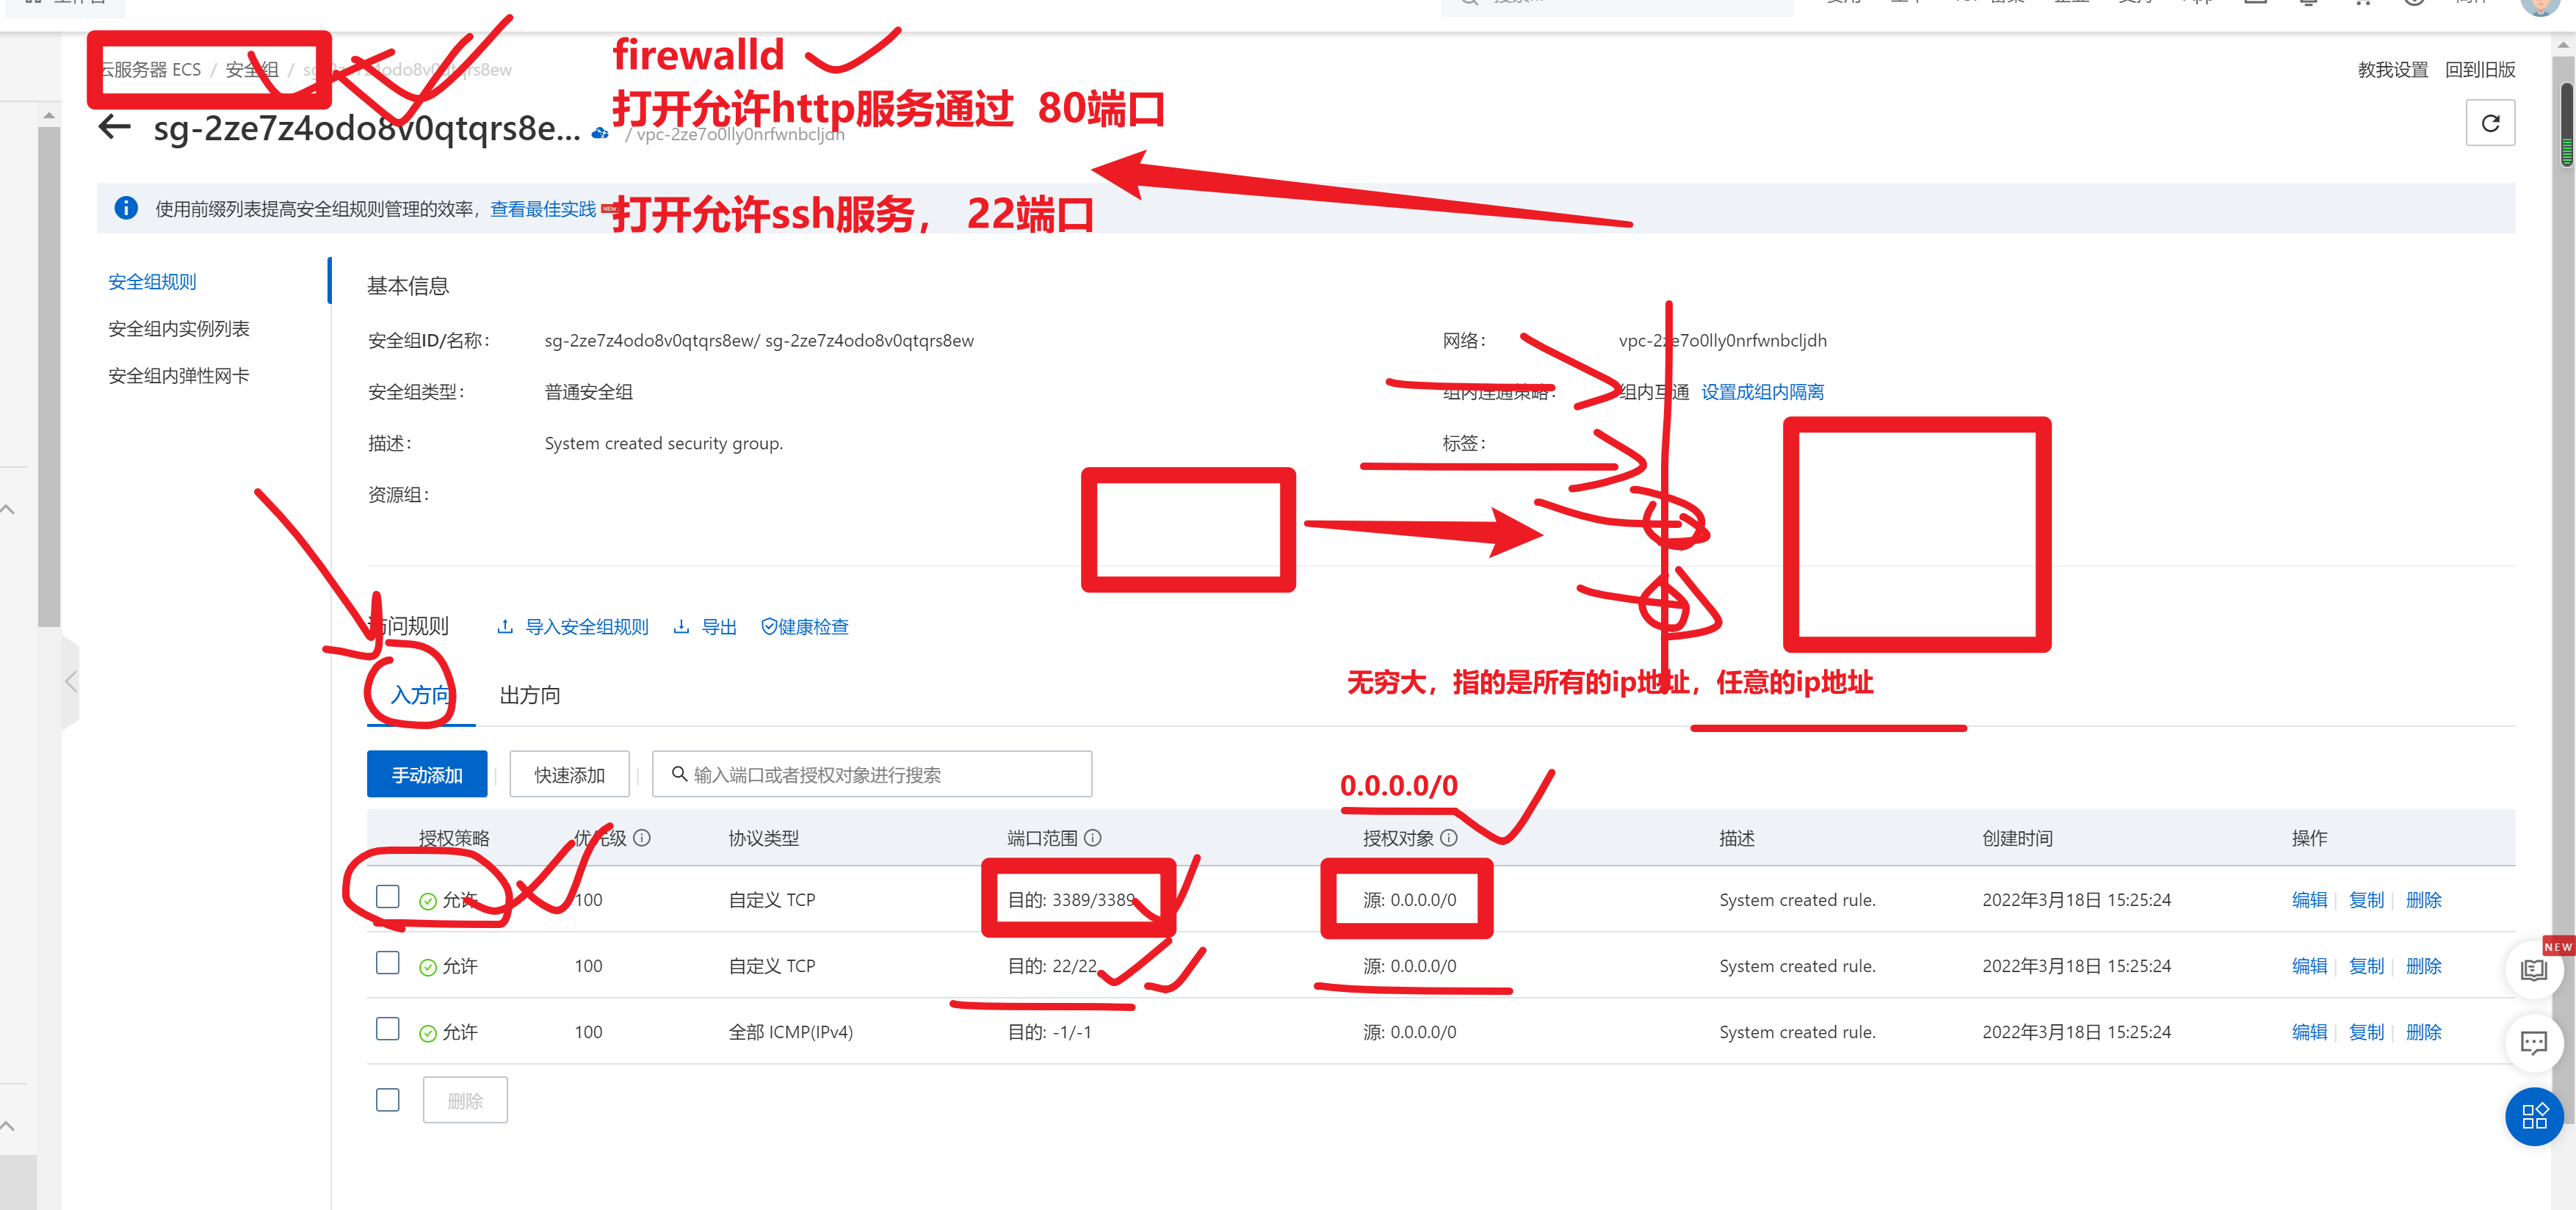 云服务器 ECS / 安全组 /
firewalld
教我设置 回到旧版
打开允许http服务通过 80端口
sg-2ze7z4odo8v0qtqrs8e... / vpc-2ze7o0lly0nrfwnbcljdh
使用前缀列表提高安全组规则管理的效率，查看最佳实践 NEW
打开允许ssh服务， 22端口
安全组规则
安全组内实例列表
安全组内弹性网卡
基本信息
安全组ID/名称： sg-2ze7z4odo8v0qtqrs8ew/ sg-2ze7z4odo8v0qtqrs8ew 网络： vpc-2ze7o0lly0nrfwnbcljdh
安全组类型： 普通安全组 组内连通策略： 组内互通 设置成组内隔离
描述： System created security group. 标签：
资源组：
访问规则 导入安全组规则 导出 健康检查
入方向 出方向
无穷大，指的是所有的ip地址，任意的ip地址
手动添加 快速添加 输入端口或者授权对象进行搜索
0.0.0.0/0
授权策略 优先级 协议类型 端口范围 授权对象 描述 创建时间 操作
允许 100 自定义 TCP 目的: 3389/3389 源: 0.0.0.0/0 System created rule. 2022年3月18日 15:25:24 编辑 复制 删除
允许 100 自定义 TCP 目的: 22/22 源: 0.0.0.0/0 System created rule. 2022年3月18日 15:25:24 编辑 复制 删除
允许 100 全部 ICMP(IPv4) 目的: -1/-1 源: 0.0.0.0/0 System created rule. 2022年3月18日 15:25:24 编辑 复制 删除
删除
NEW